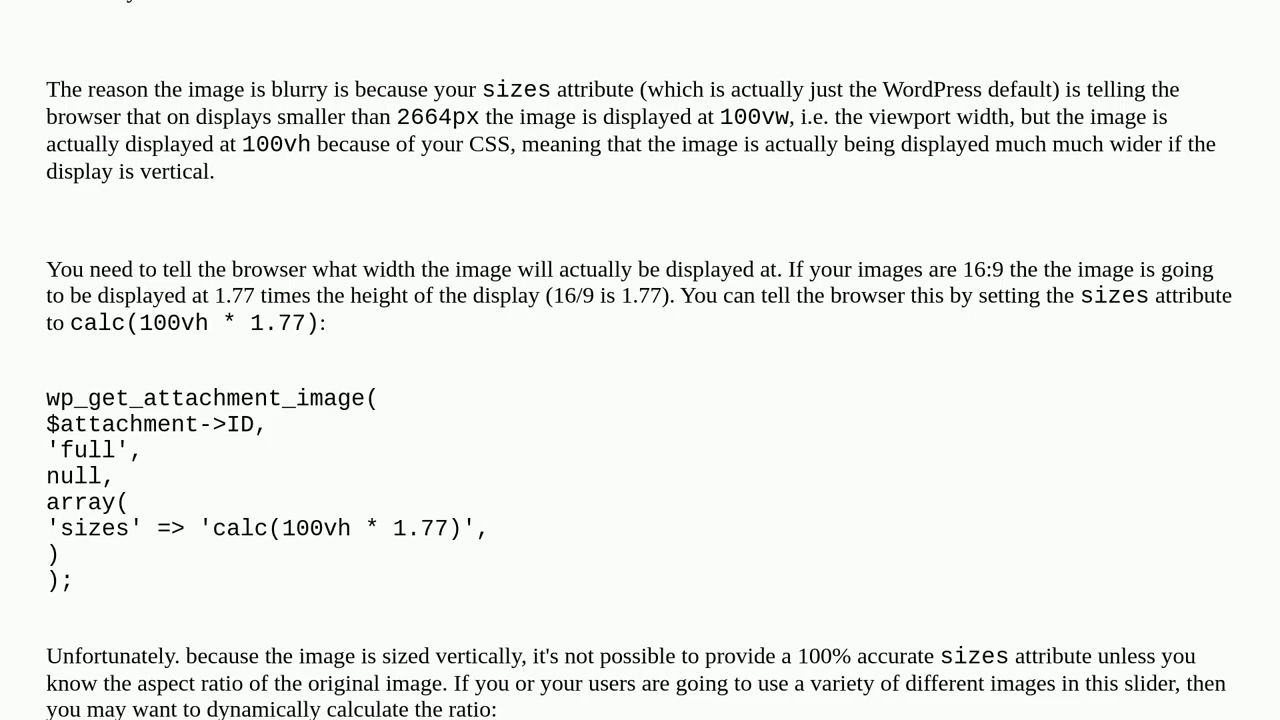 The reason the image is blurry is because your sizes attribute (which is actually just the WordPress default) is telling the
browser that on displays smaller than 2664px the image is displayed at 100vw, i.e. the viewport width, but the image is
actually displayed at 100vh because of your CSS, meaning that the image is actually being displayed much much wider if the
display is vertical.
You need to tell the browser what width the image will actually be displayed at. If your images are 16:9 the the image is going
to be displayed at 1.77 times the height of the display (16/9 is 1.77). You can tell the browser this by setting the sizes attribute
to calc(100vh * 1.77):
wp_get_attachment_image(
$attachment->ID,
'full',
null,
array(
'sizes' => 'calc(100vh * 1.77)',
)
);
Unfortunately. because the image is sized vertically, it's not possible to provide a 100% accurate sizes attribute unless you
know the aspect ratio of the original image. If you or your users are going to use a variety of different images in this slider, then
you may want to dynamically calculate the ratio: